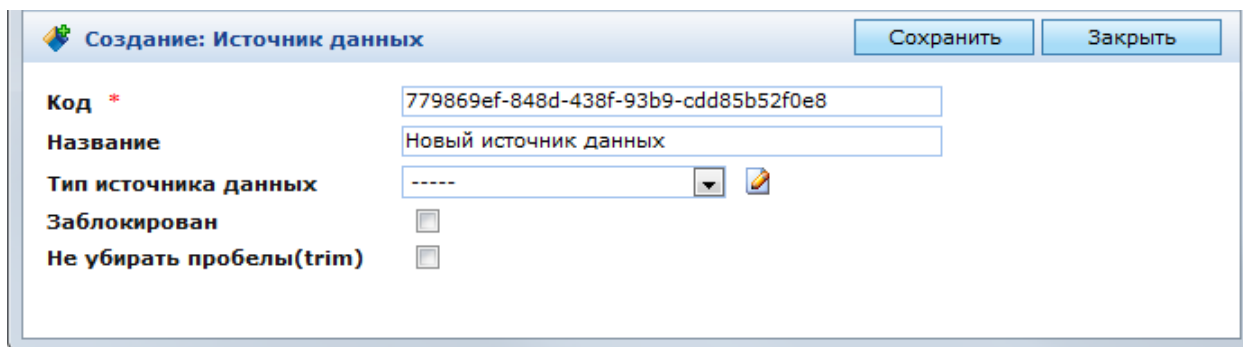 Создание: Источник данных Сохранить Закрыть
Код * 779869ef-848d-438f-93b9-cdd85b52f0e8
Название Новый источник данных
Тип источника данных -----
Заблокирован
Не убирать пробелы(trim)